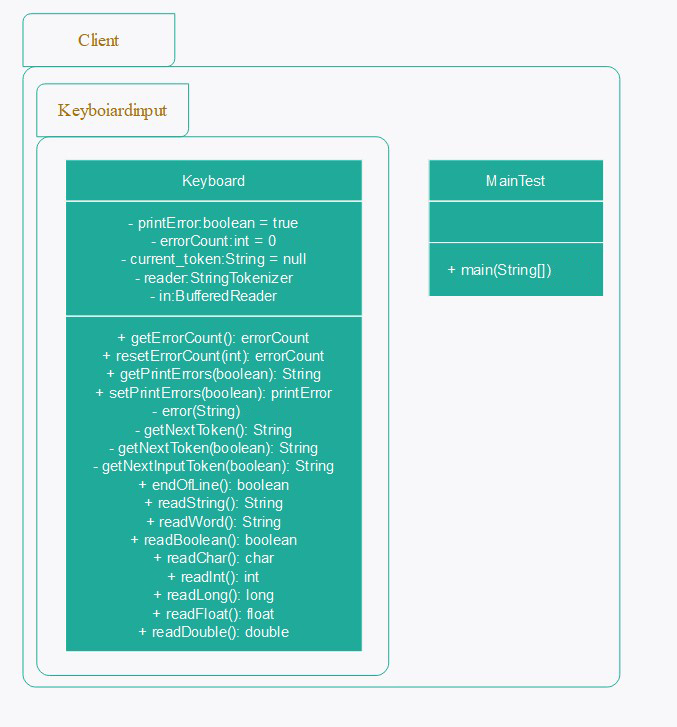 Client
Keyboiardinput
Keyboard
- printError:boolean = true
- errorCount:int = 0
- current_token:String = null
- reader:StringTokenizer
- in:BufferedReader
+ getErrorCount(): errorCount
+ resetErrorCount(int): errorCount
+ getPrintErrors(boolean): String
+ setPrintErrors(boolean): printError
- error(String)
- getNextToken(): String
- getNextToken(boolean): String
- getNextInputToken(boolean): String
+ endOfLine(): boolean
+ readString(): String
+ readWord(): String
+ readBoolean(): boolean
+ readChar(): char
+ readInt(): int
+ readLong(): long
+ readFloat(): float
+ readDouble(): double
MainTest
+ main(String[])